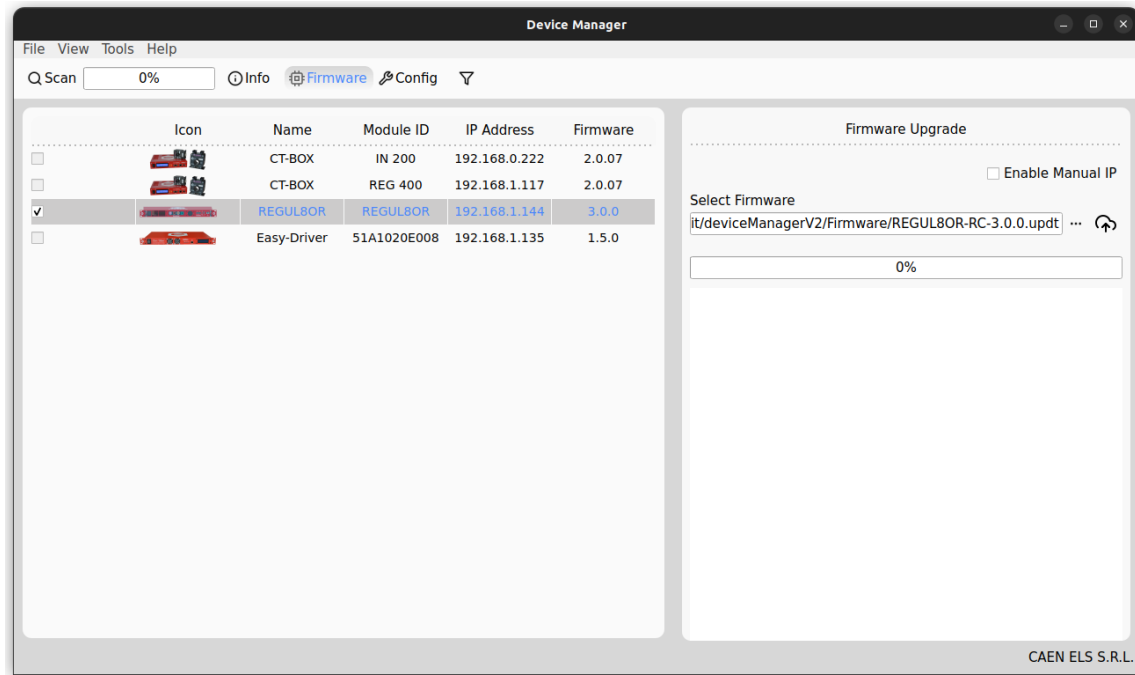 Device Manager
File View Tools Help
Scan 0% Info Firmware Config
Icon Name Module ID IP Address Firmware
CT-BOX IN 200 192.168.0.222 2.0.07
CT-BOX REG 400 192.168.1.117 2.0.07
REGUL8OR REGUL8OR 192.168.1.144 3.0.0
Easy-Driver 51A1020E008 192.168.1.135 1.5.0
Firmware Upgrade
Enable Manual IP
Select Firmware
it/deviceManagerV2/Firmware/REGUL8OR-RC-3.0.0.updt ...
0%
CAEN ELS S.R.L.